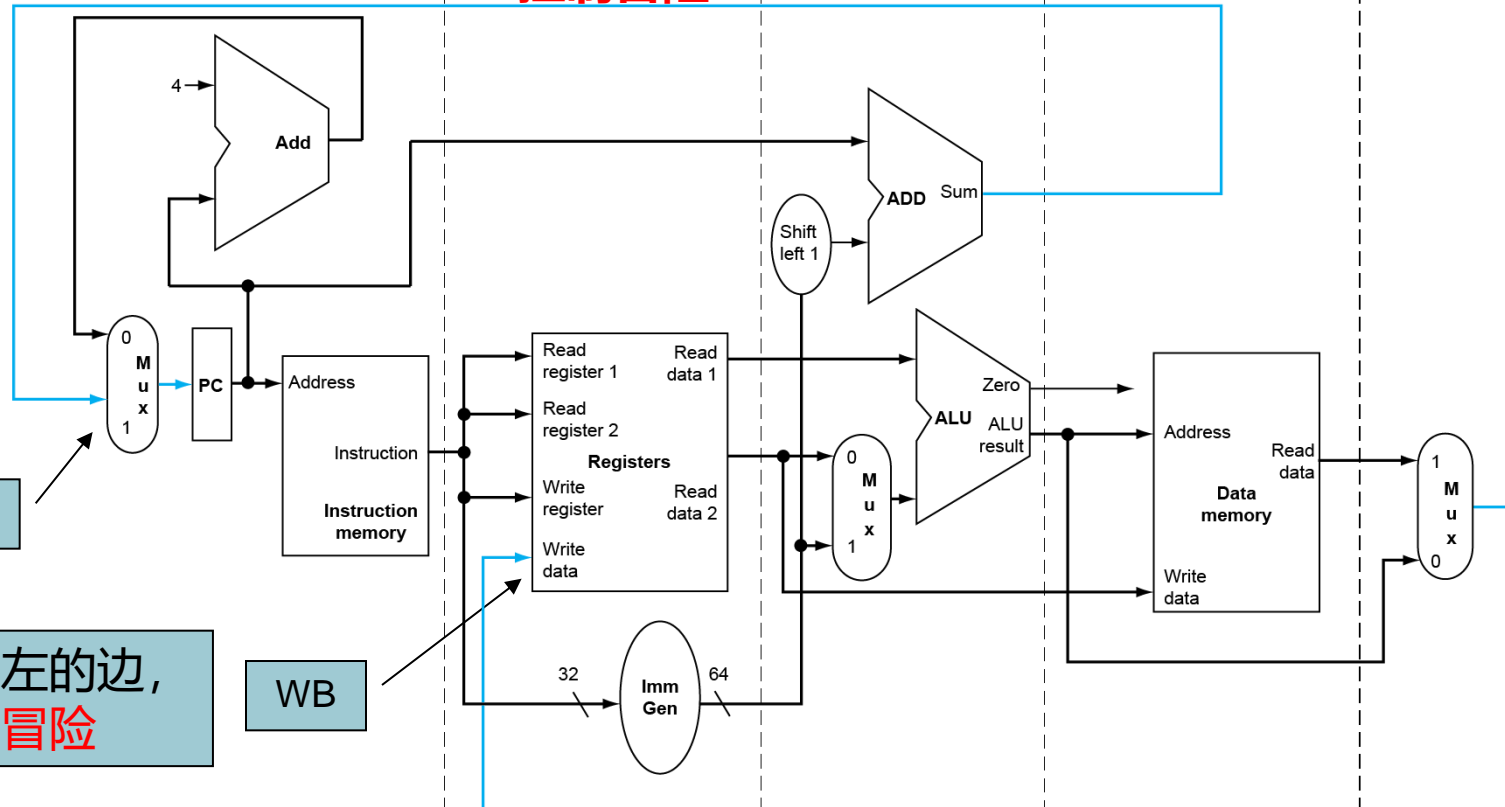 4
Add
ADD
Sum
Shift
left 1
0
M
u
x
1
PC
Address
Instruction
Instruction
memory
Read
register 1
Read
data 1
Read
register 2
Registers
Write
register
Read
data 2
Write
data
0
M
u
x
1
Zero
ALU
ALU
result
Address
Read
data
Data
memory
Write
data
1
M
u
x
0
左的边，
冒险
WB
32
Imm
Gen
64